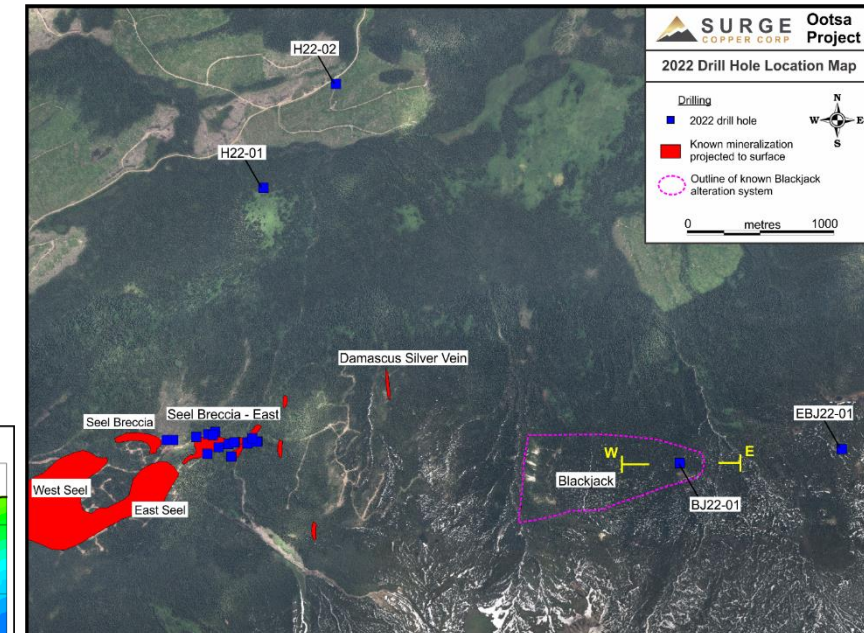 SURGE
COPPER CORP
Ootsa
Project
2022 Drill Hole Location Map
Drilling
2022 drill hole
Known mineralization
projected to surface
Outline of known Blackjack
alteration system
N
W E
S
0 metres 1000
H22-02
H22-01
Damascus Silver Vein
Seel Breccia
Seel Breccia - East
EBJ22-01
W
E
Blackjack
West Seel
East Seel
BJ22-01